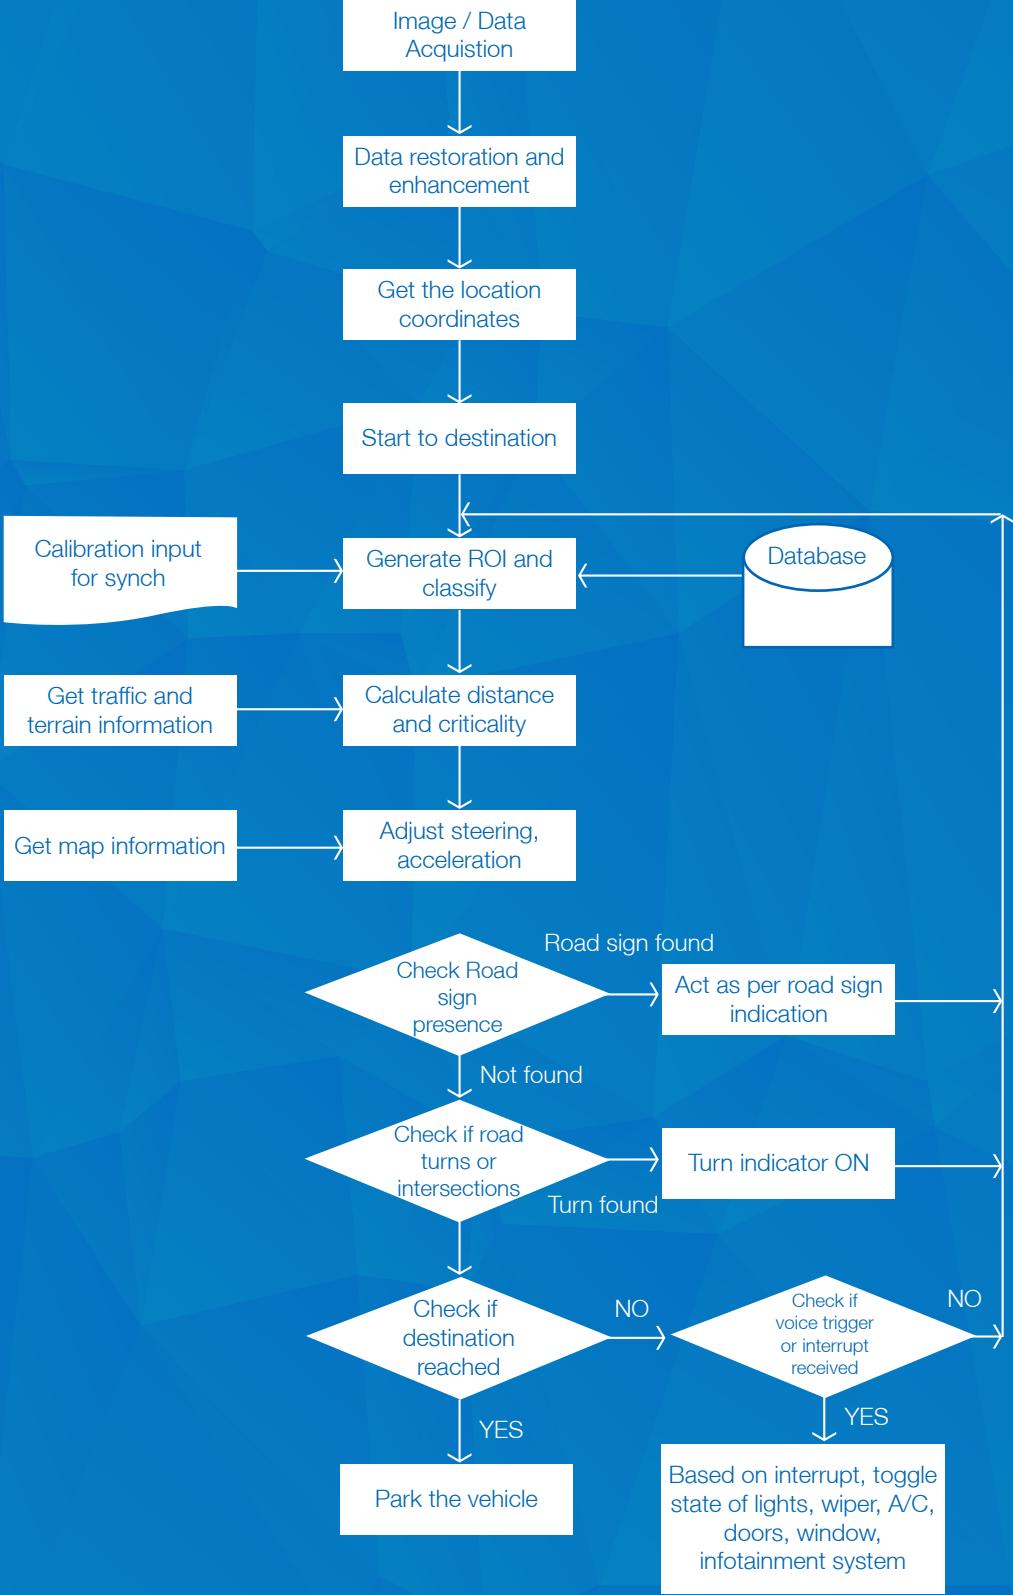 Image / Data
Acquistion
Data restoration and
enhancement
Get the location
coordinates
Start to destination
Calibration input
for synch
Generate ROI and
classify
Database
Get traffic and
terrain information
Calculate distance
and criticality
Get map information
Adjust steering,
acceleration
Road sign found
Check Road
sign
presence
Act as per road sign
indication
Not found
Check if road
turns or
intersections
Turn indicator ON
Turn found
Check if
destination
reached
NO
Check if
voice trigger
or interrupt
received
NO
YES
YES
Park the vehicle
Based on interrupt, toggle
state of lights, wiper, A/C,
doors, window,
infotainment system